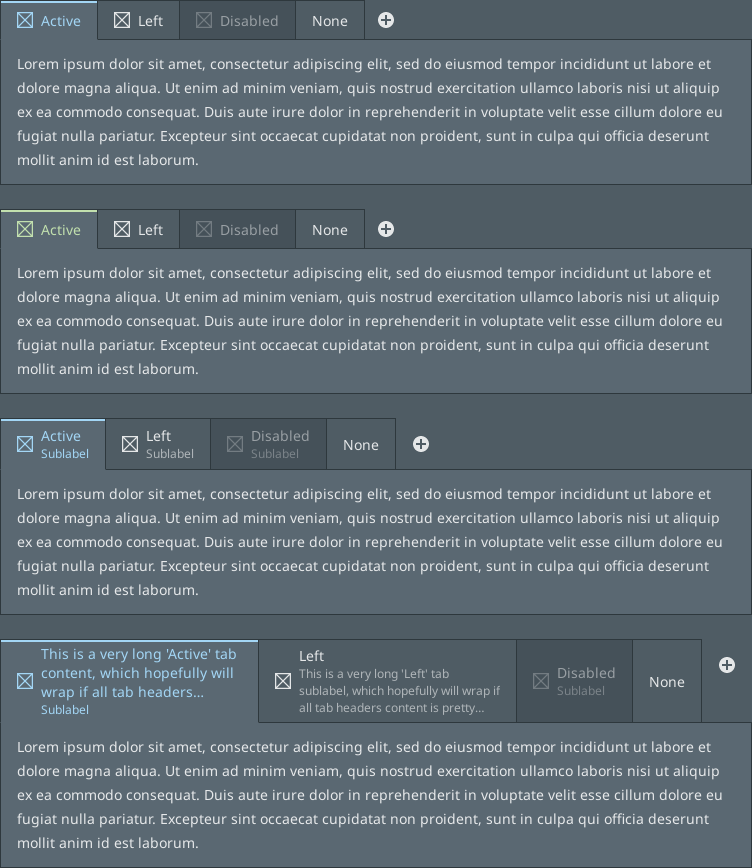 Active Left Disabled None
Lorem ipsum dolor sit amet, consectetur adipiscing elit, sed do eiusmod tempor incididunt ut labore et
dolore magna aliqua. Ut enim ad minim veniam, quis nostrud exercitation ullamco laboris nisi ut aliquip
ex ea commodo consequat. Duis aute irure dolor in reprehenderit in voluptate velit esse cillum dolore eu
fugiat nulla pariatur. Excepteur sint occaecat cupidatat non proident, sunt in culpa qui officia deserunt
mollit anim id est laborum.
Active Left Disabled None
Lorem ipsum dolor sit amet, consectetur adipiscing elit, sed do eiusmod tempor incididunt ut labore et
dolore magna aliqua. Ut enim ad minim veniam, quis nostrud exercitation ullamco laboris nisi ut aliquip
ex ea commodo consequat. Duis aute irure dolor in reprehenderit in voluptate velit esse cillum dolore eu
fugiat nulla pariatur. Excepteur sint occaecat cupidatat non proident, sunt in culpa qui officia deserunt
mollit anim id est laborum.
Active
Sublabel
Left
Sublabel
Disabled
Sublabel
None
Lorem ipsum dolor sit amet, consectetur adipiscing elit, sed do eiusmod tempor incididunt ut labore et
dolore magna aliqua. Ut enim ad minim veniam, quis nostrud exercitation ullamco laboris nisi ut aliquip
ex ea commodo consequat. Duis aute irure dolor in reprehenderit in voluptate velit esse cillum dolore eu
fugiat nulla pariatur. Excepteur sint occaecat cupidatat non proident, sunt in culpa qui officia deserunt
mollit anim id est laborum.
This is a very long 'Active' tab
content, which hopefully will
wrap if all tab headers...
Sublabel
Left
This is a very long 'Left' tab
sublabel, which hopefully will wrap if
all tab headers content is pretty...
Disabled
Sublabel
None
Lorem ipsum dolor sit amet, consectetur adipiscing elit, sed do eiusmod tempor incididunt ut labore et
dolore magna aliqua. Ut enim ad minim veniam, quis nostrud exercitation ullamco laboris nisi ut aliquip
ex ea commodo consequat. Duis aute irure dolor in reprehenderit in voluptate velit esse cillum dolore eu
fugiat nulla pariatur. Excepteur sint occaecat cupidatat non proident, sunt in culpa qui officia deserunt
mollit anim id est laborum.